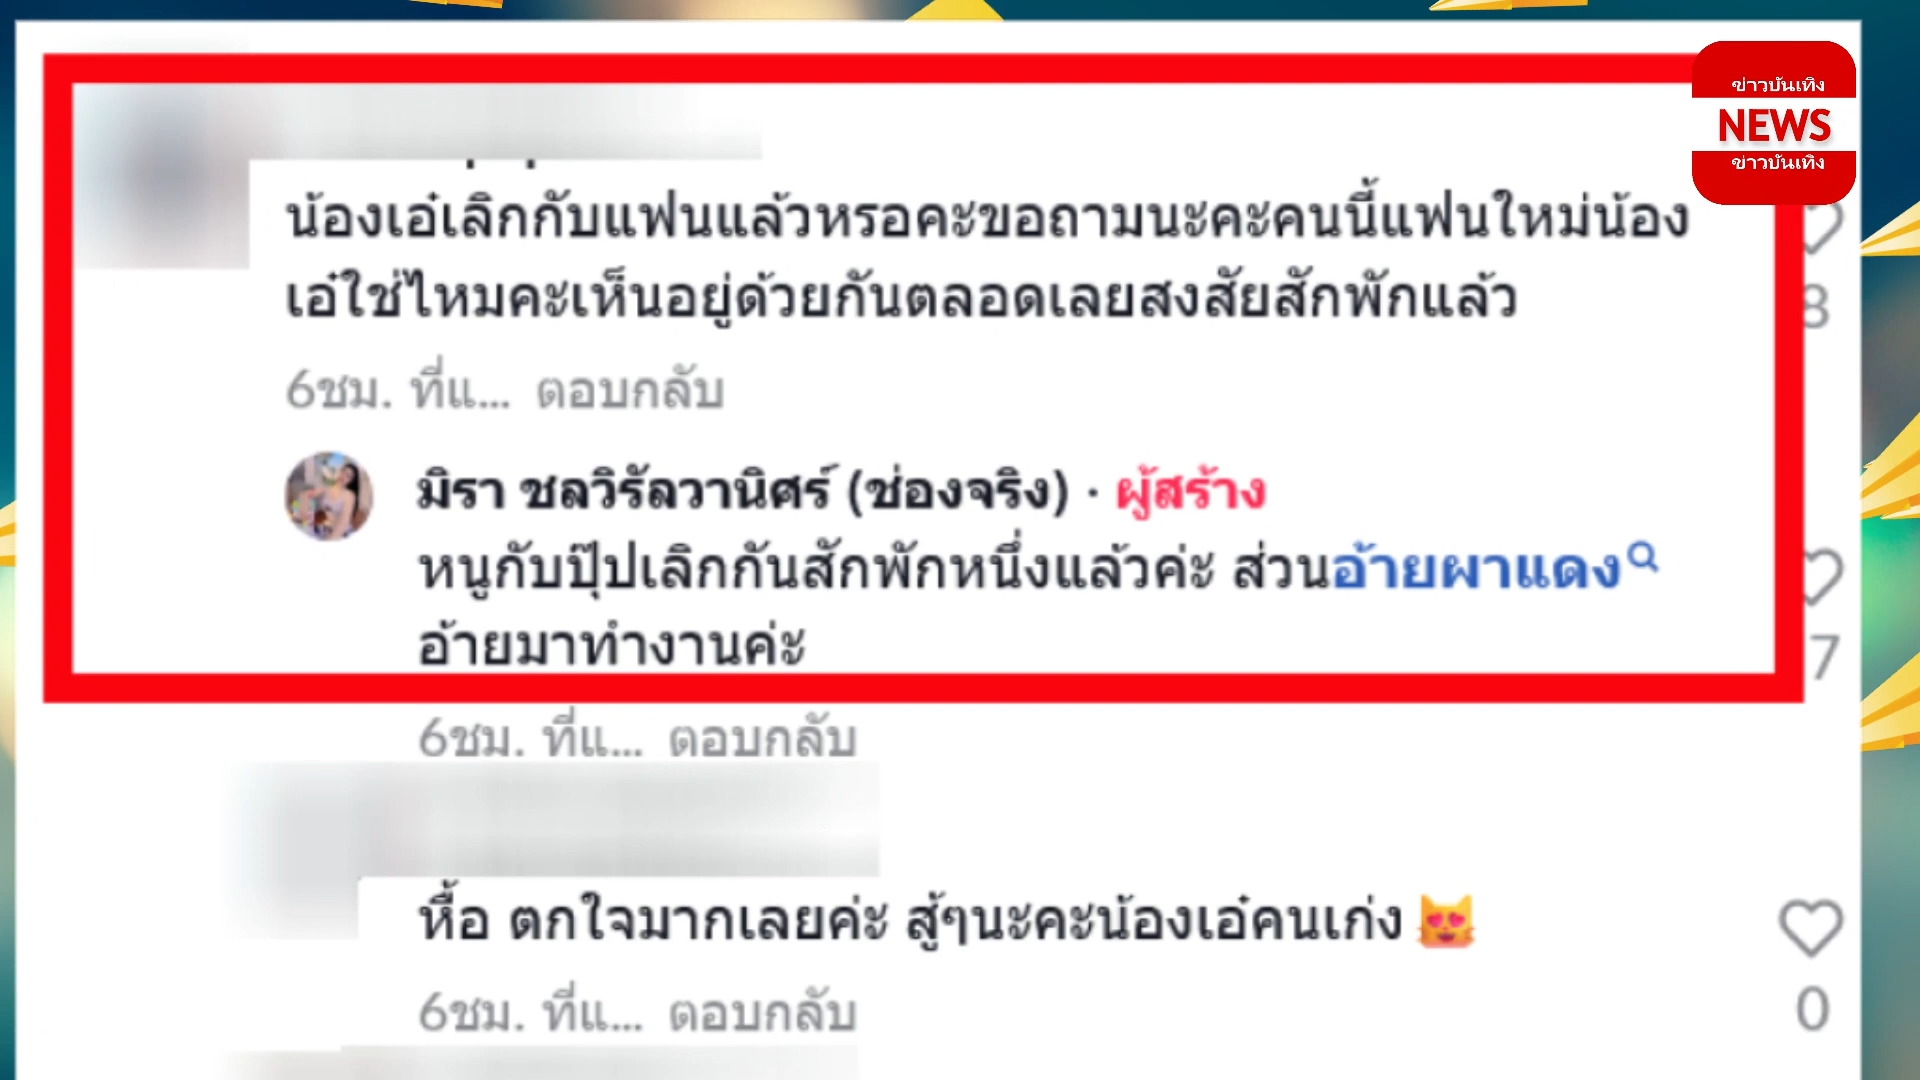 ข่าวบันเทิง
NEWS
ข่าวบันเทิง
น้องเอ๋เลิกกับแฟนแล้วหรอคะขอถามนะคะคนนี้แฟนใหม่น้อง
เอ๋ใช่ไหมคะเห็นอยู่ด้วยกันตลอดเลยสงสัยสักพักแล้ว
8
6ชม. ที่แ... ตอบกลับ
มิรา ชลวิรัลวานิศร์ (ช่องจริง) · ผู้สร้าง
หนูกับปุ๊ปเลิกกันสักพักหนึ่งแล้วค่ะ ส่วนอ้ายผาแดง
อ้ายมาทำงานค่ะ
7
6ชม. ที่แ... ตอบกลับ
หื้อ ตกใจมากเลยค่ะ สู้ๆนะคะน้องเอ๋คนเก่ง 😻
6ชม. ที่แ... ตอบกลับ
0